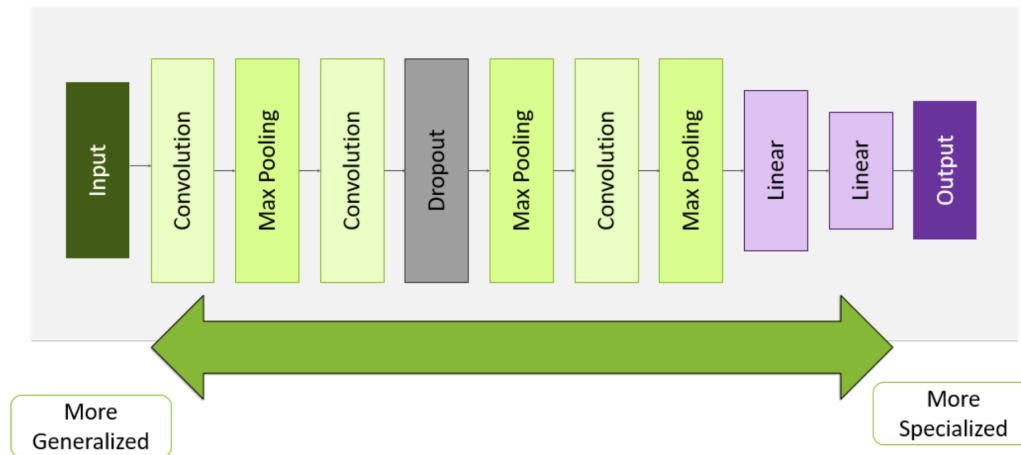 Input
Convolution
Max Pooling
Convolution
Dropout
Max Pooling
Convolution
Max Pooling
Linear
Linear
Output
More
Generalized
More
Specialized